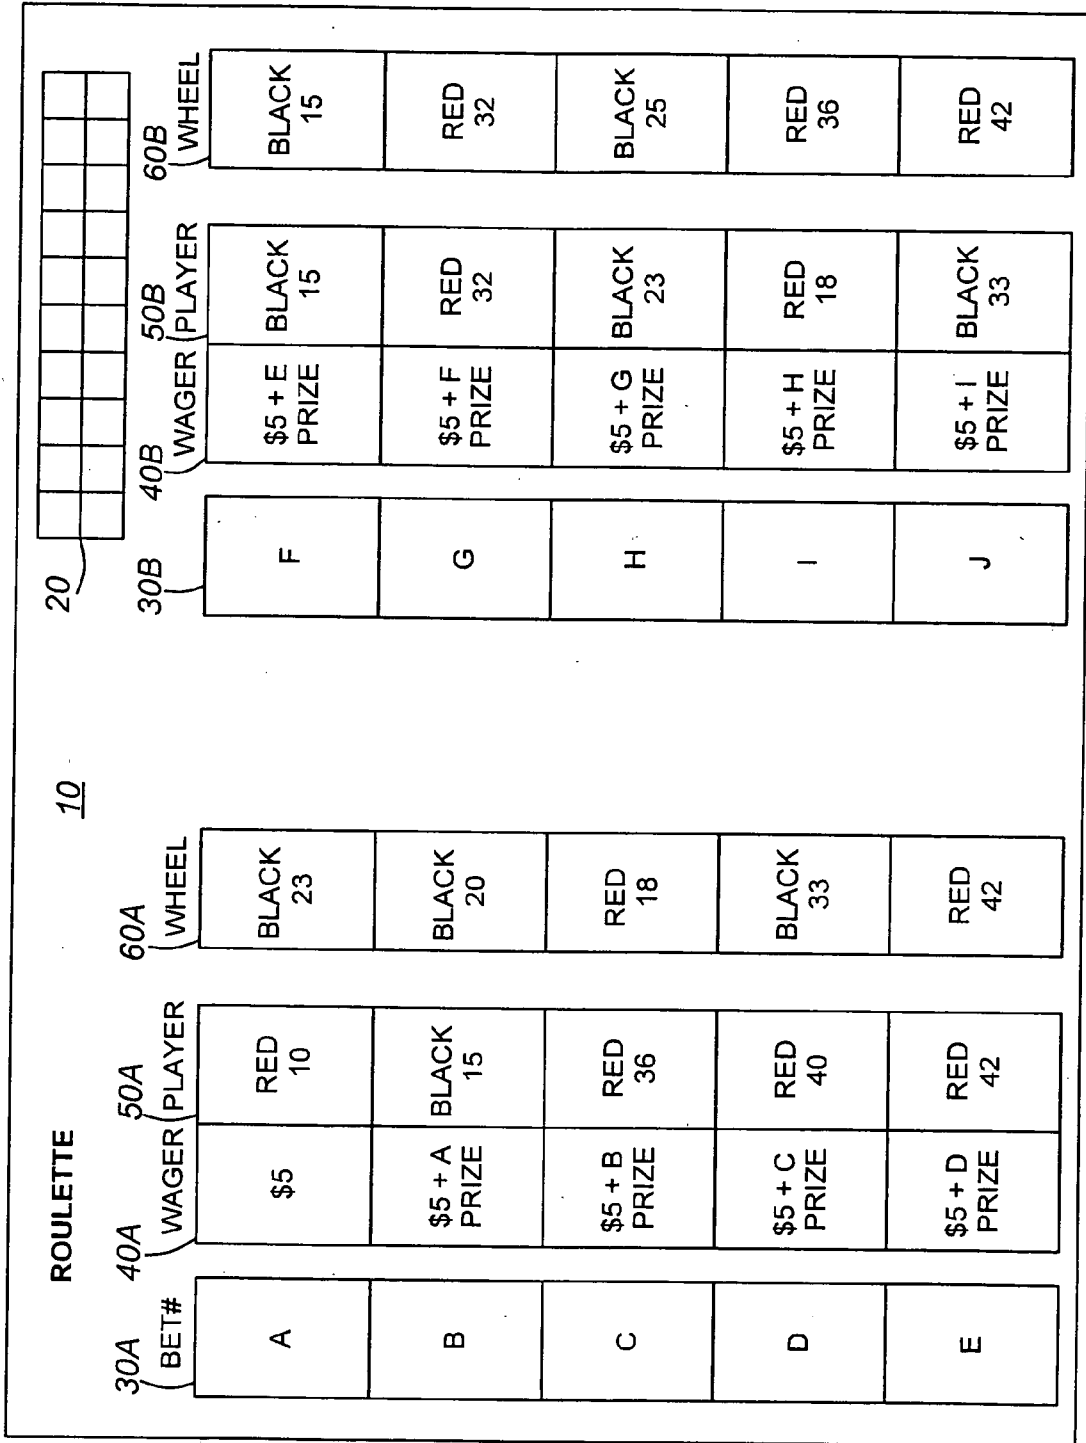 ROULETTE
10
20
30A
40A
50A
60A
30B
40B
50B
60B
BET#
WAGER
PLAYER
WHEEL
WAGER
PLAYER
WHEEL
A
$5
RED
10
BLACK
23
B
$5 + A
PRIZE
BLACK
15
BLACK
20
C
$5 + B
PRIZE
RED
36
RED
18
D
$5 + C
PRIZE
RED
40
BLACK
33
E
$5 + D
PRIZE
RED
42
RED
42
F
$5 + E
PRIZE
BLACK
15
BLACK
15
G
$5 + F
PRIZE
RED
32
RED
32
H
$5 + G
PRIZE
BLACK
23
BLACK
25
I
$5 + H
PRIZE
RED
18
RED
36
J
$5 + I
PRIZE
BLACK
33
RED
42